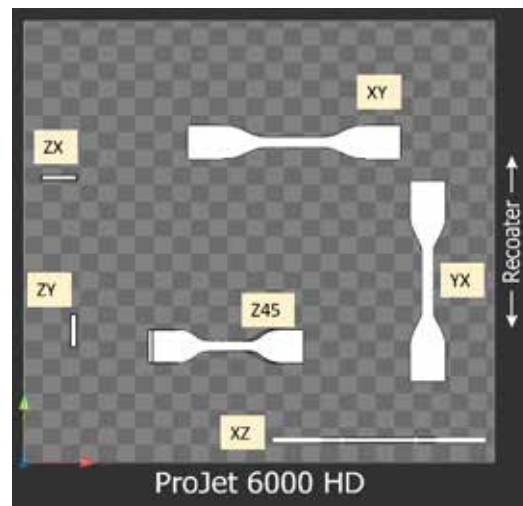 XY
ZX
Recoater
YX
ZY
Z45
XZ
ProJet 6000 HD